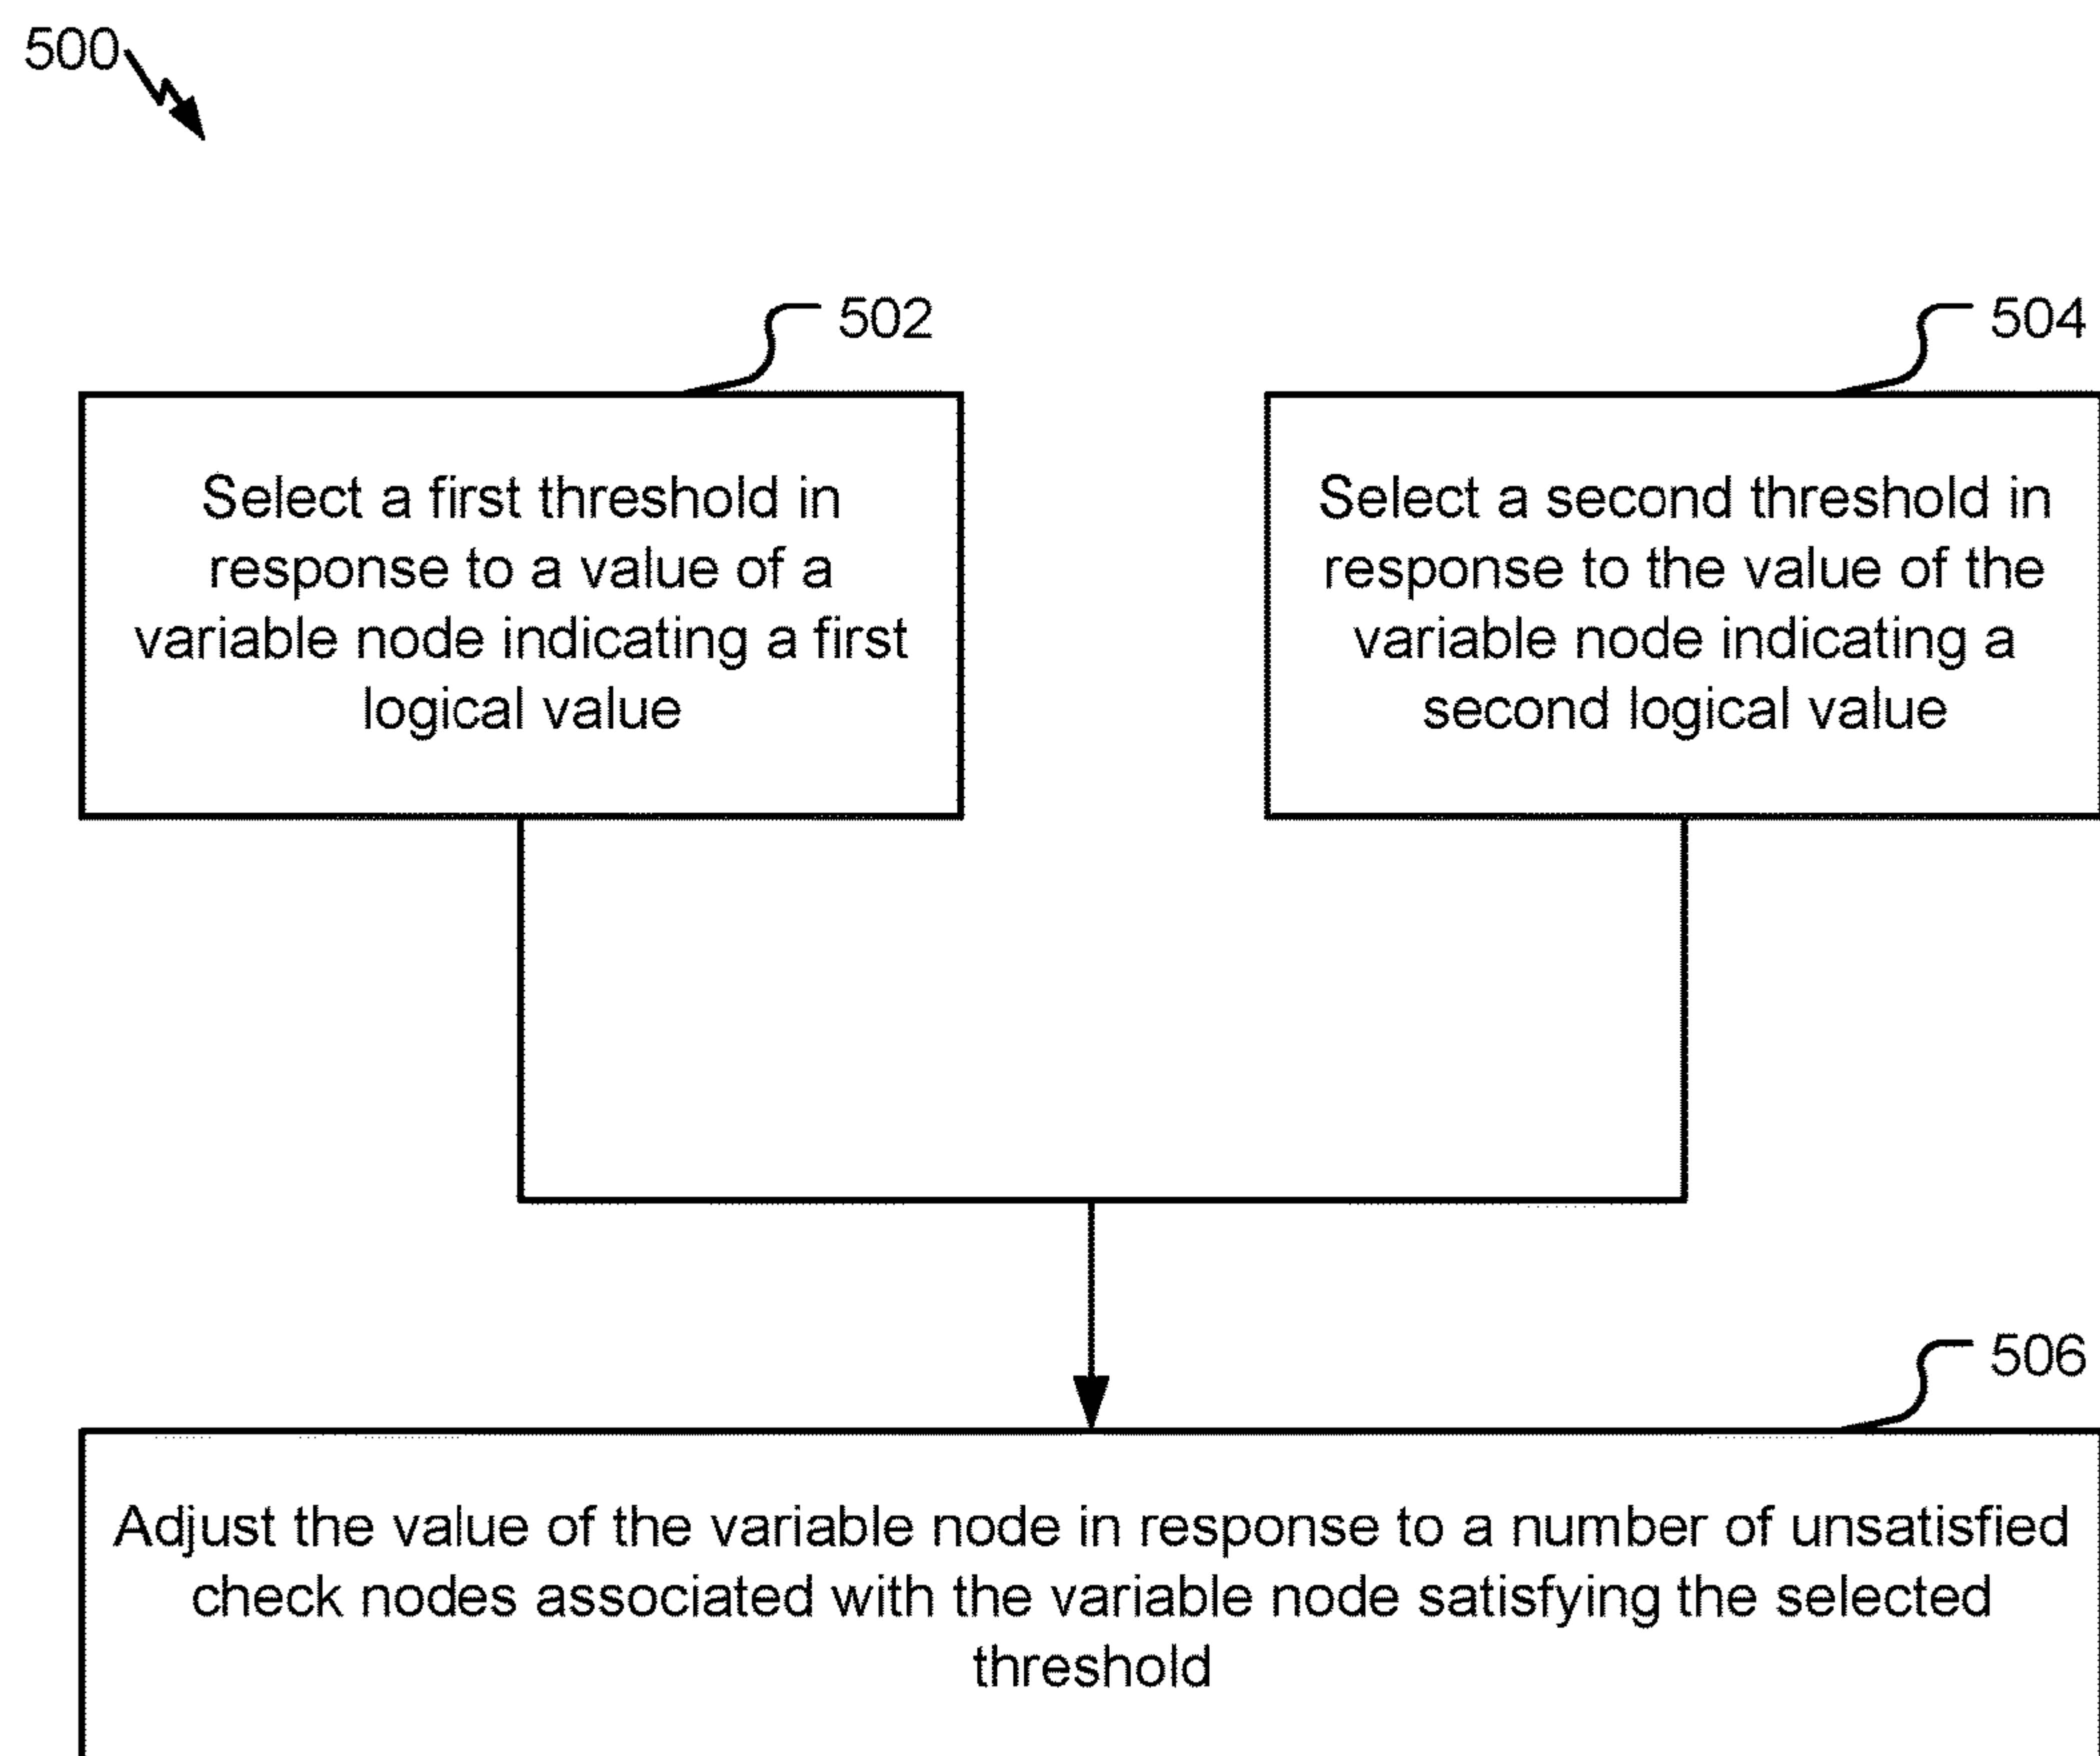 500
502
504
Select a first threshold in
response to a value of a
variable node indicating a first
logical value
Select a second threshold in
response to the value of the
variable node indicating a
second logical value
506
Adjust the value of the variable node in response to a number of unsatisfied
check nodes associated with the variable node satisfying the selected
threshold